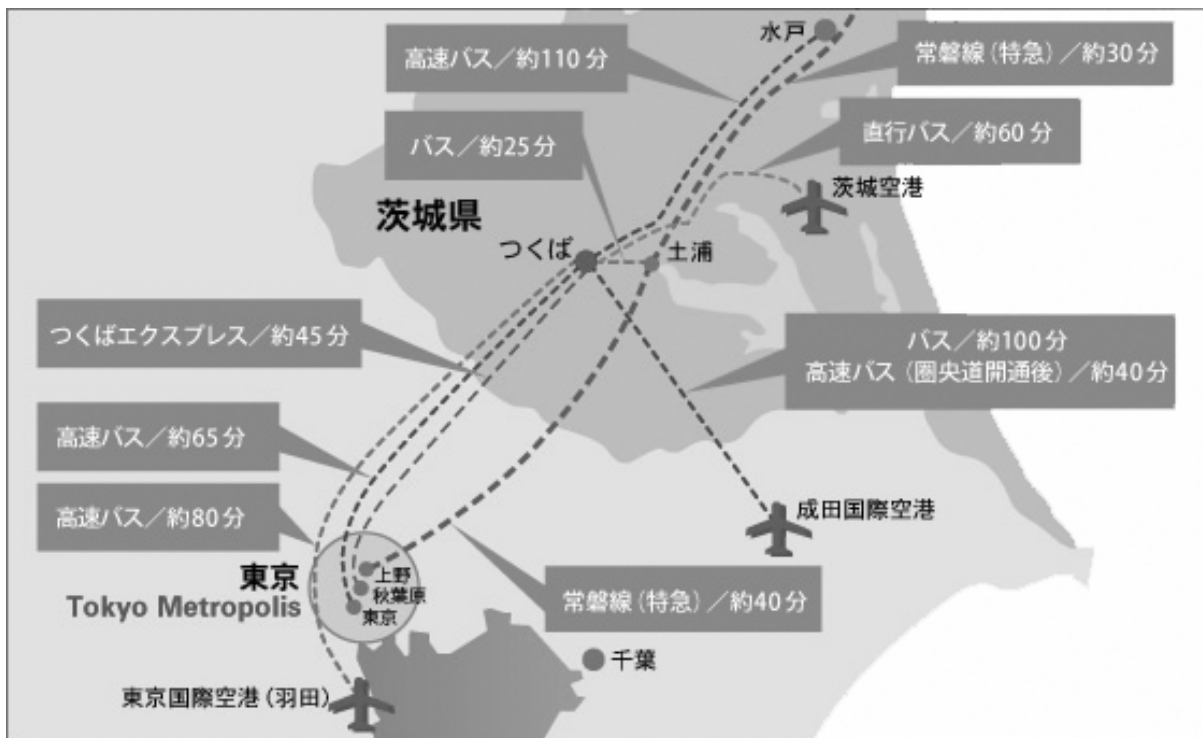 水戸
高速バス／約110分
常磐線（特急）／約30分
バス／約25分
直行バス／約60分
茨城空港
茨城県
つくば
土浦
つくばエクスプレス／約45分
バス／約100分
高速バス（圏央道開通後）／約40分
高速バス／約65分
高速バス／約80分
成田国際空港
東京
Tokyo Metropolis
上野
秋葉原
東京
常磐線（特急）／約40分
千葉
東京国際空港（羽田）